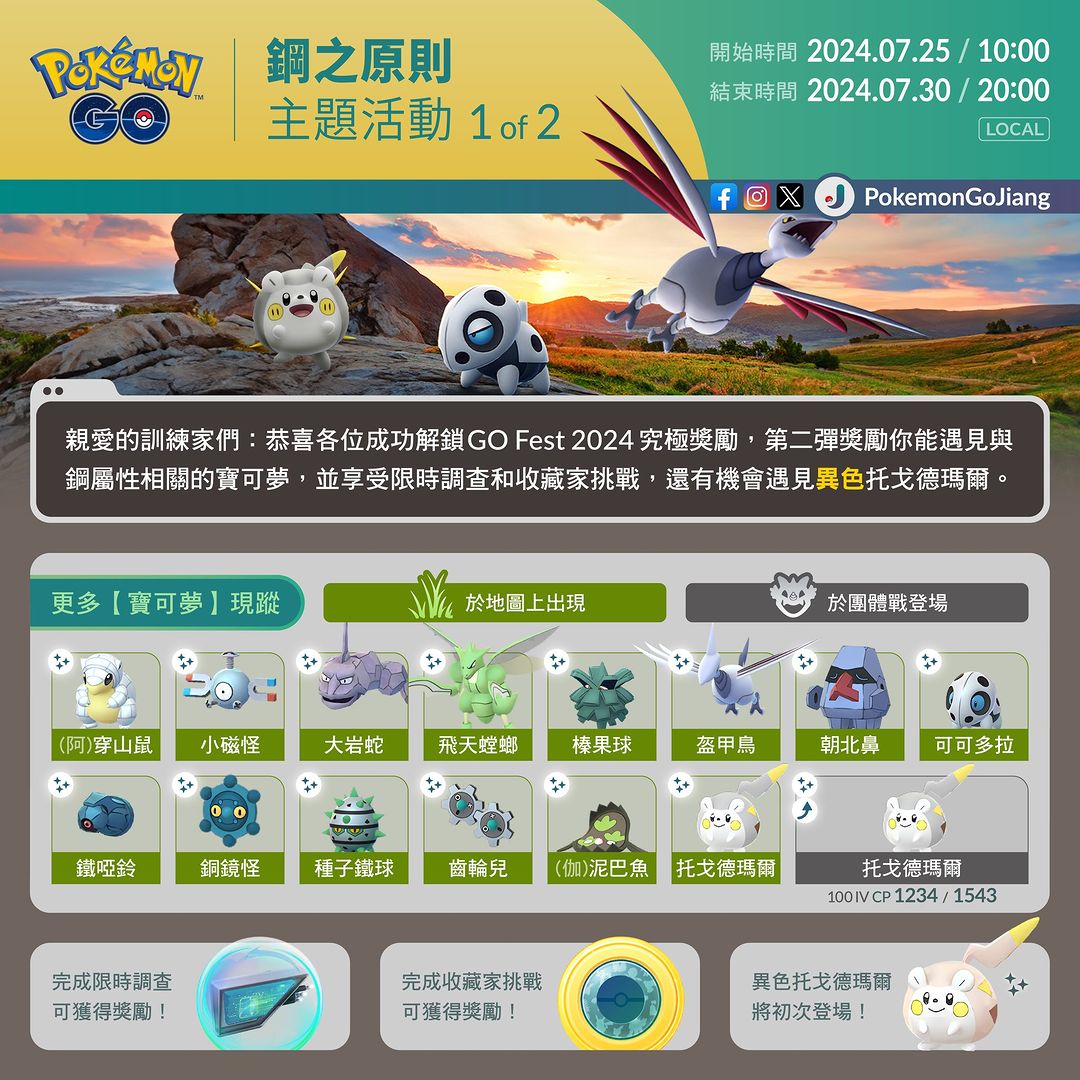 POKÉMON GO™
鋼之原則
主題活動 1 of 2
開始時間 2024.07.25 / 10:00
結束時間 2024.07.30 / 20:00
LOCAL
PokemonGoJiang
親愛的訓練家們：恭喜各位成功解鎖GO Fest 2024 究極獎勵，第二彈獎勵你能遇見與
鋼屬性相關的寶可夢，並享受限時調查和收藏家挑戰，還有機會遇見異色托戈德瑪爾。
更多【寶可夢】現蹤
於地圖上出現
於團體戰登場
(阿)穿山鼠 小磁怪 大岩蛇 飛天螳螂 榛果球 盔甲鳥 朝北鼻 可可多拉
鐵啞鈴 銅鏡怪 種子鐵球 齒輪兒 (伽)泥巴魚 托戈德瑪爾 托戈德瑪爾
100 IV CP 1234 / 1543
完成限時調查
可獲得獎勵！
完成收藏家挑戰
可獲得獎勵！
異色托戈德瑪爾
將初次登場！